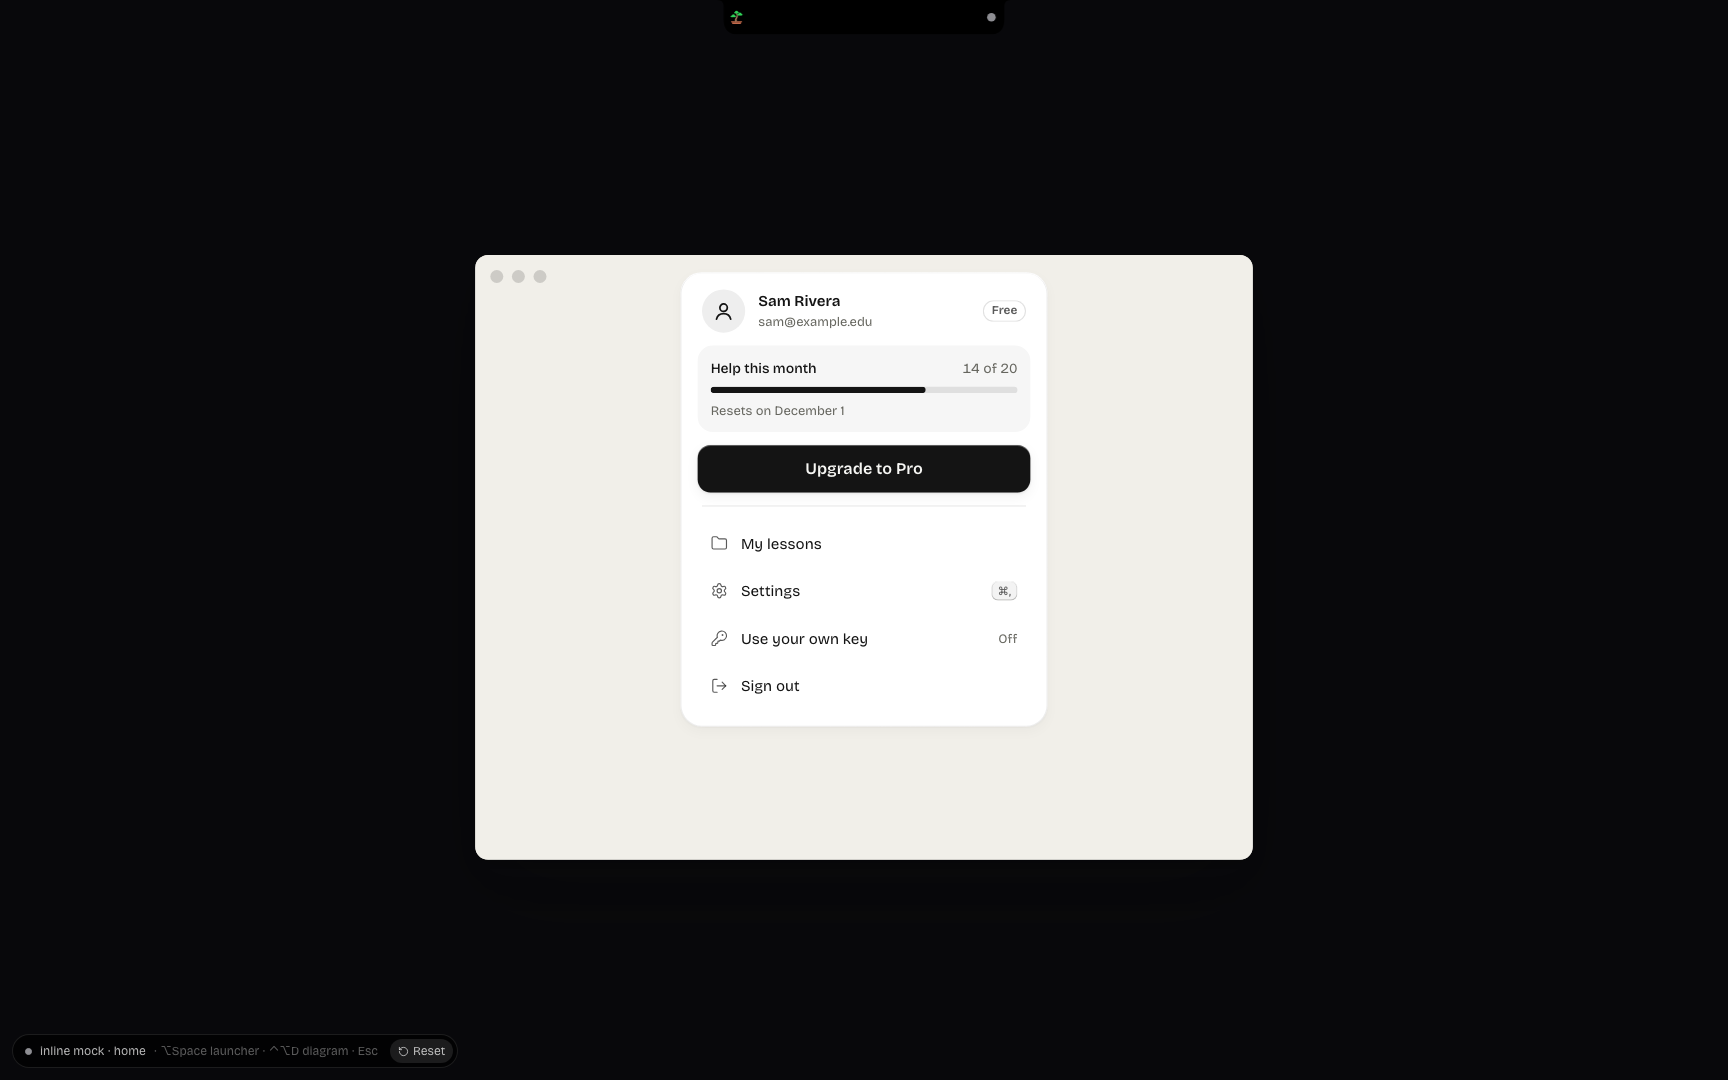 Sam Rivera
sam@example.edu
Free
Help this month
14 of 20
Resets on December 1
Upgrade to Pro
My lessons
Settings
⌘,
Use your own key
Off
Sign out
inline mock · home · ⌥Space launcher · ^⌥D diagram · Esc
Reset